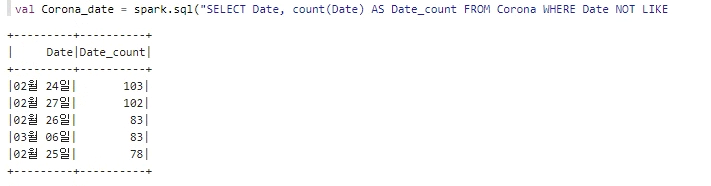 val Corona_date = spark.sql("SELECT Date, count(Date) AS Date_count FROM Corona WHERE Date NOT LIKE
+---------+----------+
|     Date|Date_count|
+---------+----------+
|02월 24일|       103|
|02월 27일|       102|
|02월 26일|        83|
|03월 06일|        83|
|02월 25일|        78|
+---------+----------+